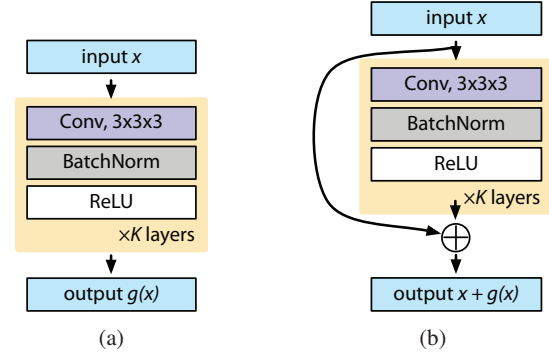 input x
Conv, 3x3x3
BatchNorm
ReLU
×K layers
output g(x)
(a)
input x
Conv, 3x3x3
BatchNorm
ReLU
×K layers
output x + g(x)
(b)